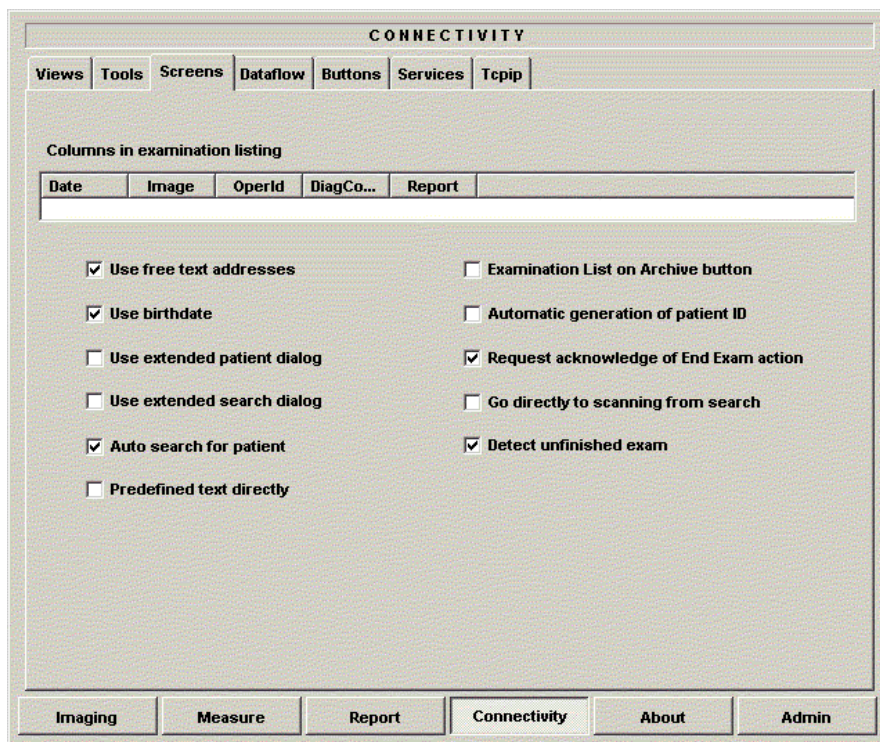 CONNECTIVITY
Views Tools Screens Dataflow Buttons Services Tcpip
Columns in examination listing
Date Image OperId DiagCo... Report
Use free text addresses
Use birthdate
Use extended patient dialog
Use extended search dialog
Auto search for patient
Predefined text directly
Examination List on Archive button
Automatic generation of patient ID
Request acknowledge of End Exam action
Go directly to scanning from search
Detect unfinished exam
Imaging Measure Report Connectivity About Admin